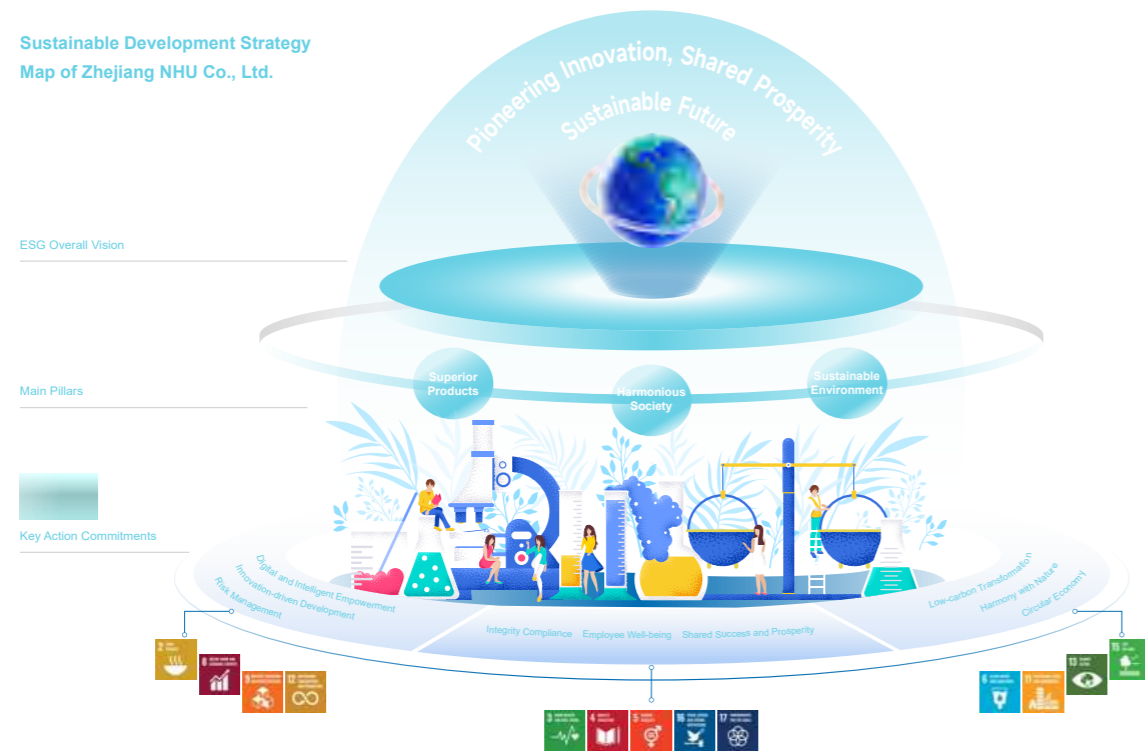 Sustainable Development Strategy
Map of Zhejiang NHU Co., Ltd.
Pioneering Innovation, Shared Prosperity
Sustainable Future
ESG Overall Vision
Main Pillars
Superior
Products
Harmonious
Society
Sustainable
Environment
Key Action Commitments
Digital and Intelligent Empowerment
Innovation-driven Development
Risk Management
Integrity Compliance
Employee Well-being
Shared Success and Prosperity
Low-carbon Transformation
Harmony with Nature
Circular Economy
2
8
9
12
3
4
5
16
17
6
11
13
15